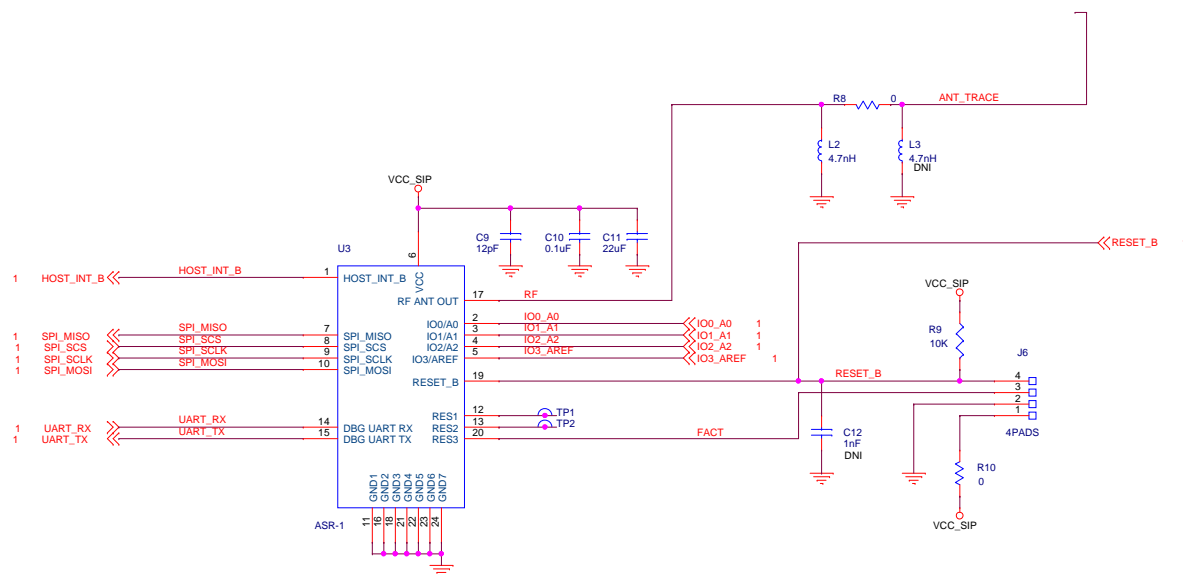 R8 0 ANT_TRACE
L2
4.7nH
L3
4.7nH
DNI
VCC_SIP
C9
12pF
C10
0.1uF
C11
22uF
RESET_B
U3
6
VCC
1 HOST_INT_B HOST_INT_B 1 HOST_INT_B
RF ANT OUT 17 RF
IO0/A0 2 IO0_A0 IO0_A0 1
IO1/A1 3 IO1_A1 IO1_A1 1
IO2/A2 4 IO2_A2 IO2_A2 1
IO3/AREF 5 IO3_AREF IO3_AREF 1
1 SPI_MISO SPI_MISO 7 SPI_MISO
1 SPI_SCS SPI_SCS 8 SPI_SCS
1 SPI_SCLK SPI_SCLK 9 SPI_SCLK
1 SPI_MOSI SPI_MOSI 10 SPI_MOSI
RESET_B 19 RESET_B
VCC_SIP
R9
10K
J6
4
3
2
1
4PADS
RES1 12 TP1
RES2 13 TP2
RES3 20 FACT
1 UART_RX UART_RX 14 DBG UART RX
1 UART_TX UART_TX 15 DBG UART TX
C12
1nF
DNI
R10
0
VCC_SIP
GND1
GND2
GND3
GND4
GND5
GND6
GND7
11
16
18
21
22
23
24
ASR-1